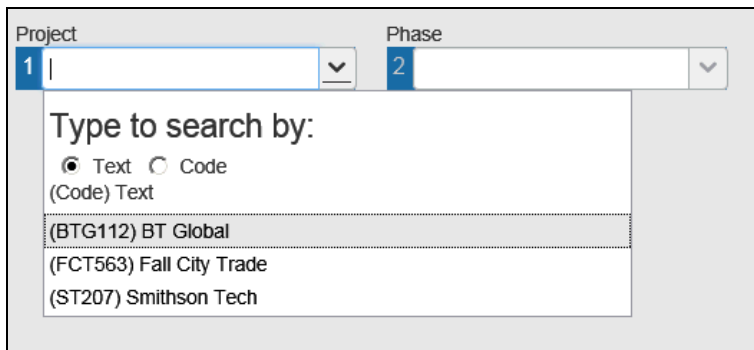 Project Phase
1 2
Type to search by:
Text Code
(Code) Text
(BTG112) BT Global
(FCT563) Fall City Trade
(ST207) Smithson Tech